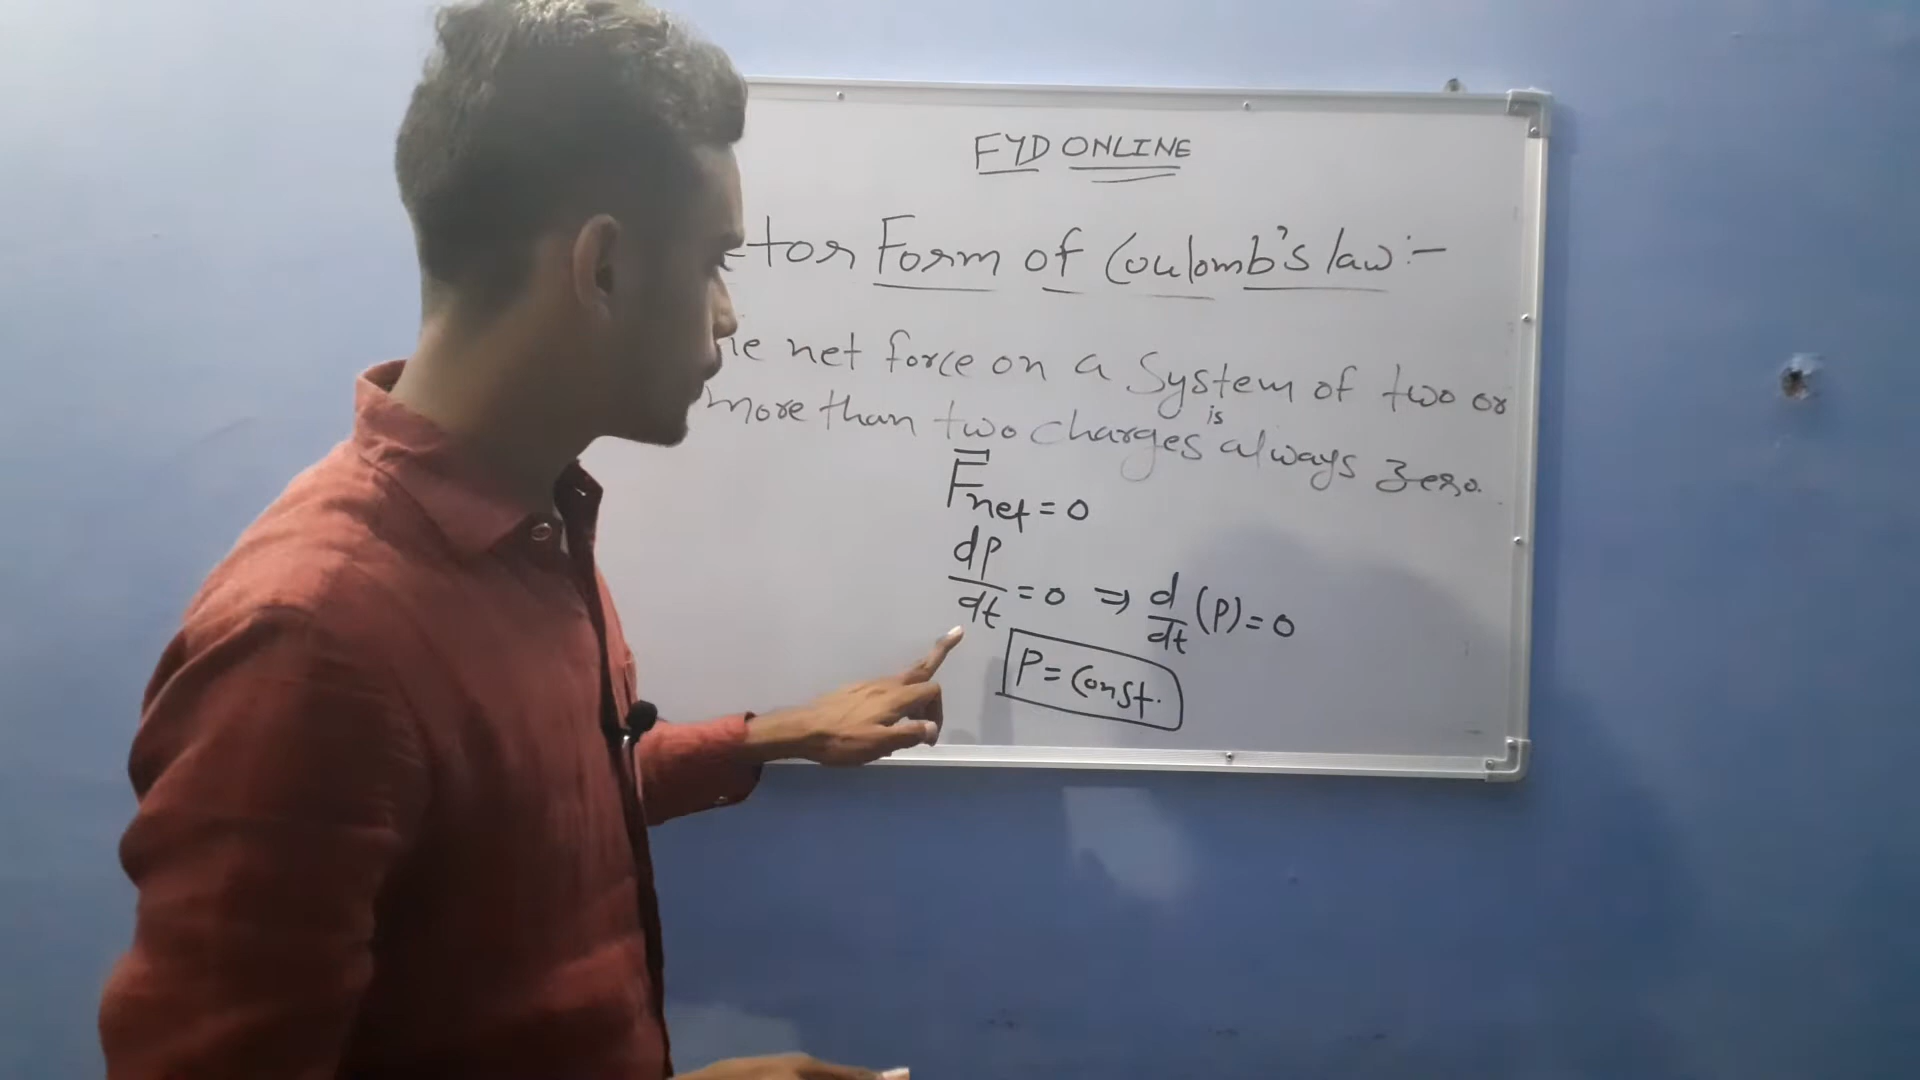 FYD ONLINE
tor Form of Coulomb's law :-
net force on a System of two or
more than two charges is always zero.
F⃗net = 0
dp/dt = 0 ⇒ d/dt (P) = 0
P = Const.